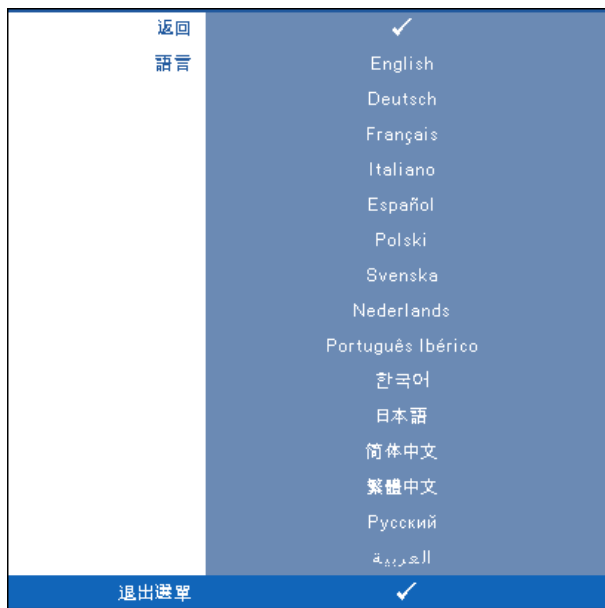 返回 ✓
語言 English
Deutsch
Français
Italiano
Español
Polski
Svenska
Nederlands
Português Ibérico
한국어
日本語
简体中文
繁體中文
Русский
العربية
退出選單 ✓